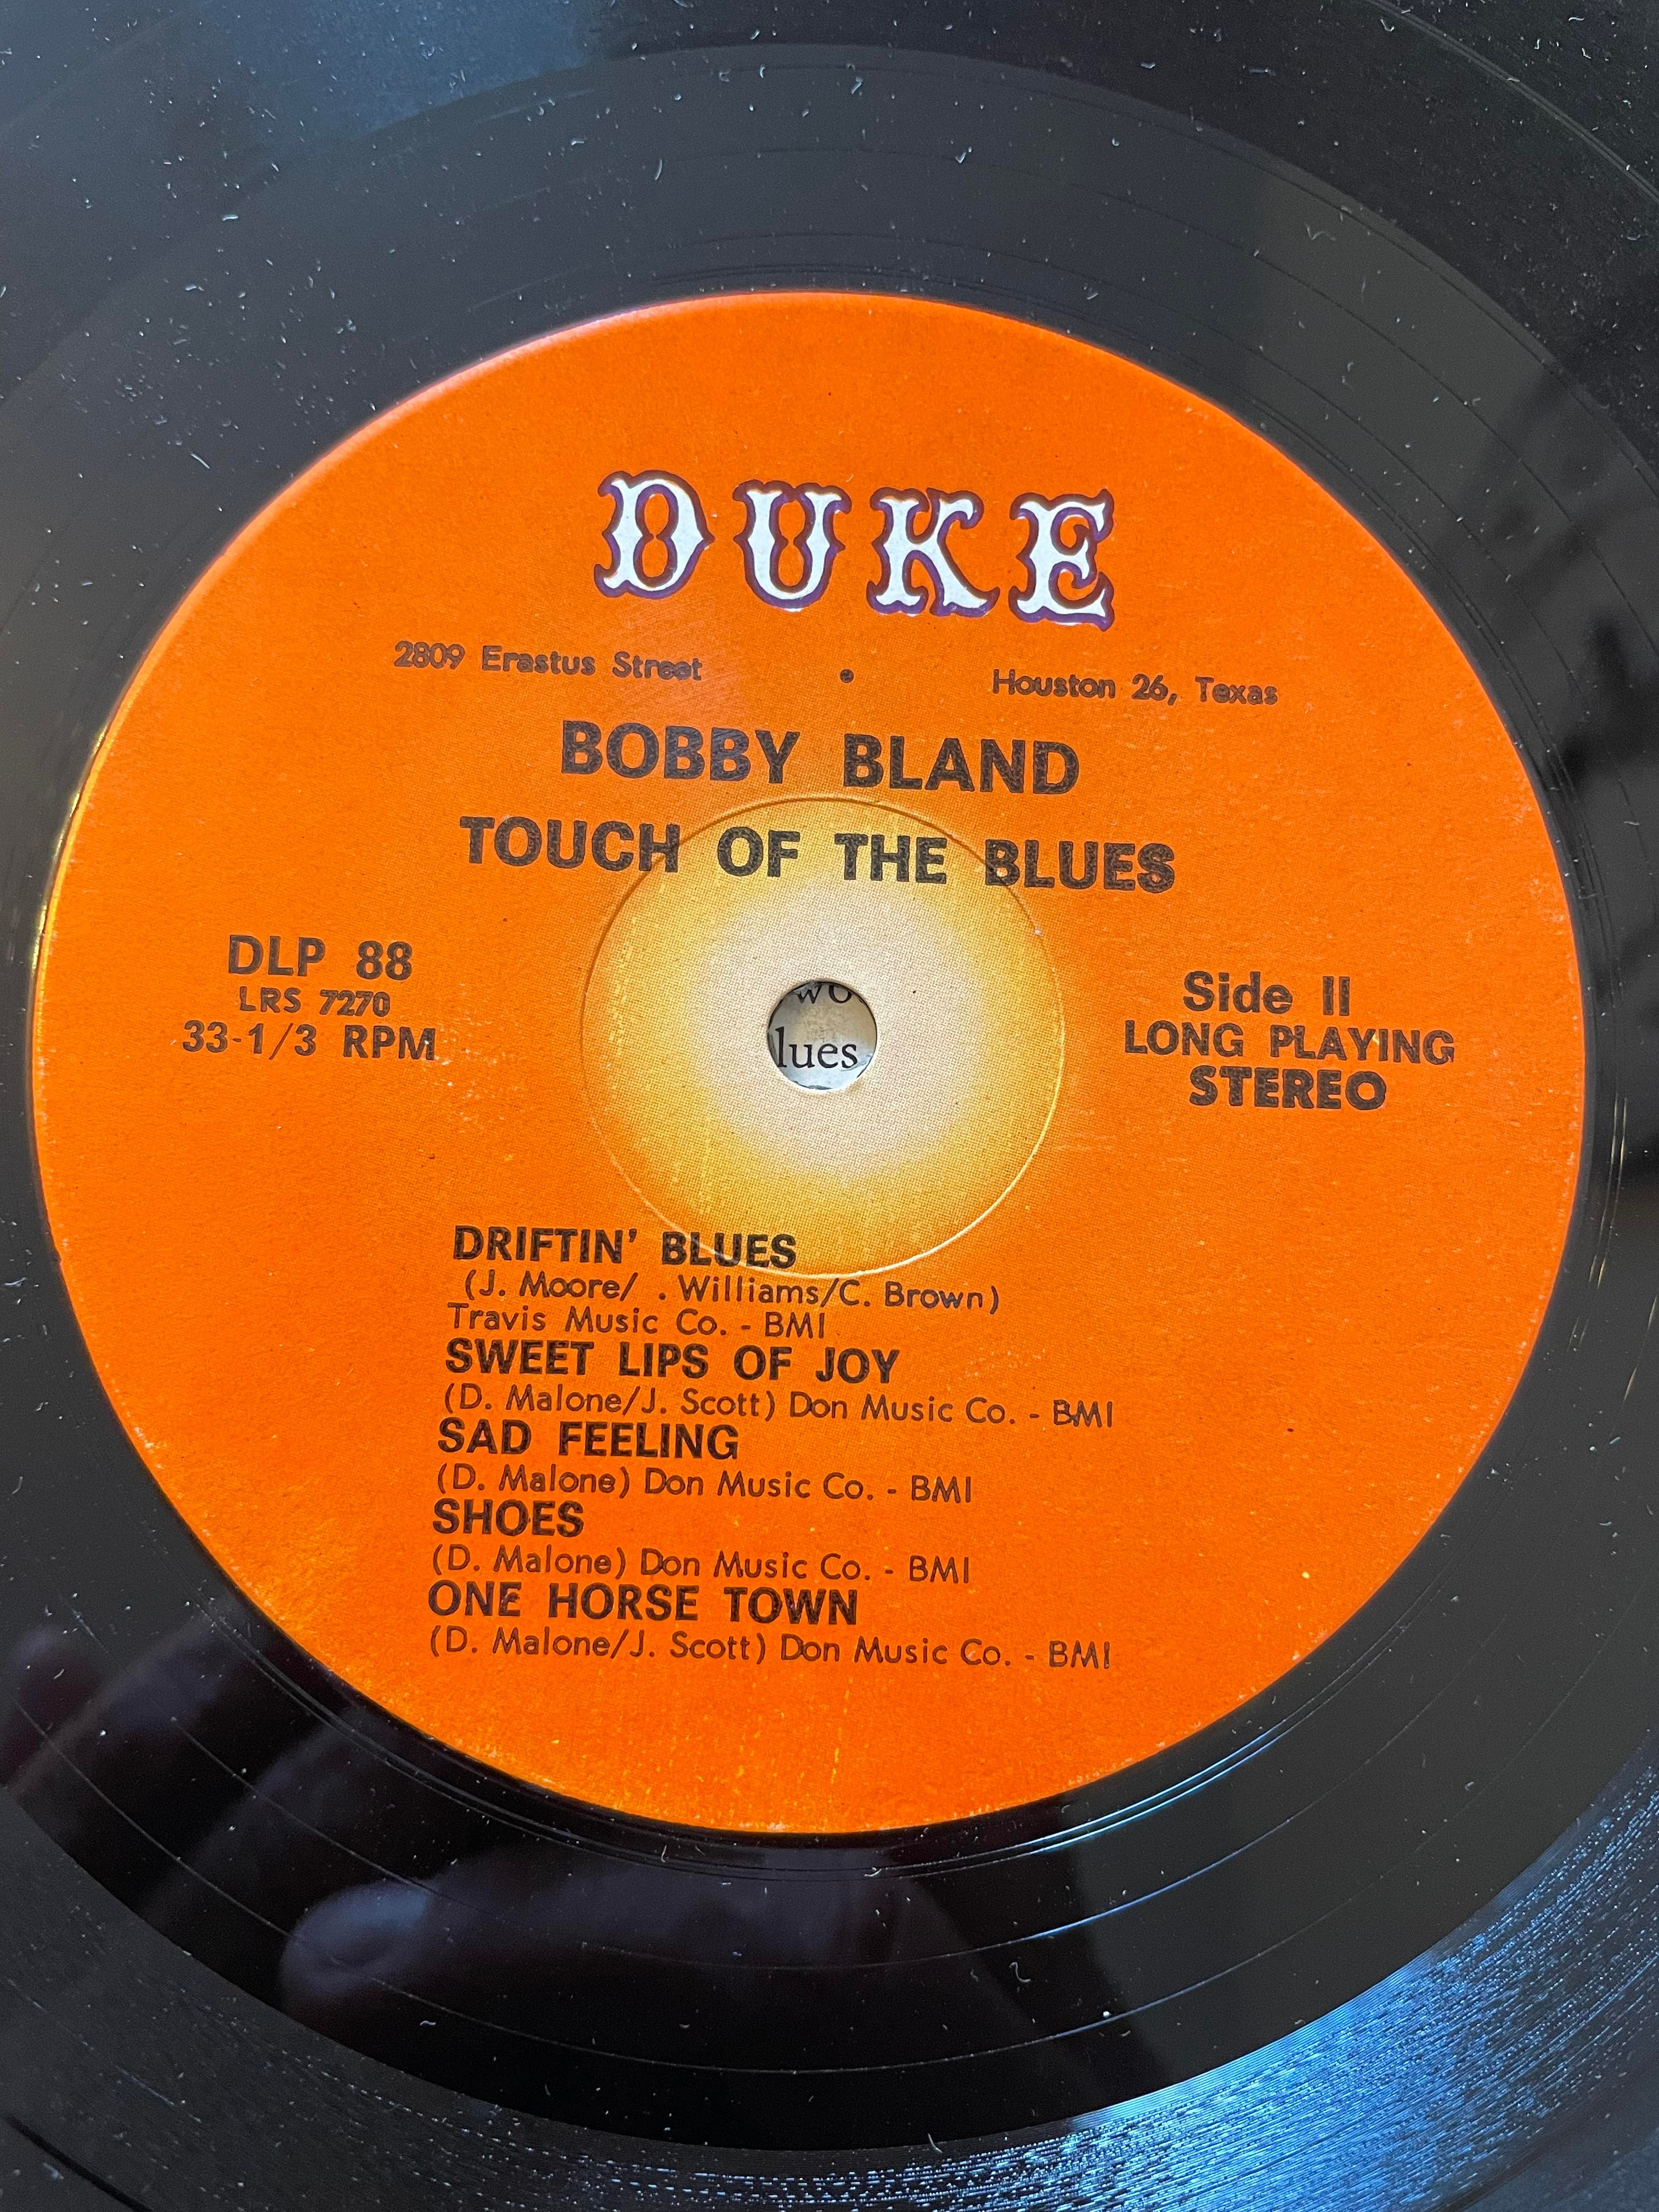 DUKE
2809 Erastus Street • Houston 26, Texas
BOBBY BLAND
TOUCH OF THE BLUES
DLP 88
LRS 7270
33-1/3 RPM
wo
lues
Side II
LONG PLAYING
STEREO
DRIFTIN' BLUES
(J. Moore/ . Williams/C. Brown)
Travis Music Co. - BMI
SWEET LIPS OF JOY
(D. Malone/J. Scott) Don Music Co. - BMI
SAD FEELING
(D. Malone) Don Music Co. - BMI
SHOES
(D. Malone) Don Music Co. - BMI
ONE HORSE TOWN
(D. Malone/J. Scott) Don Music Co. - BMI